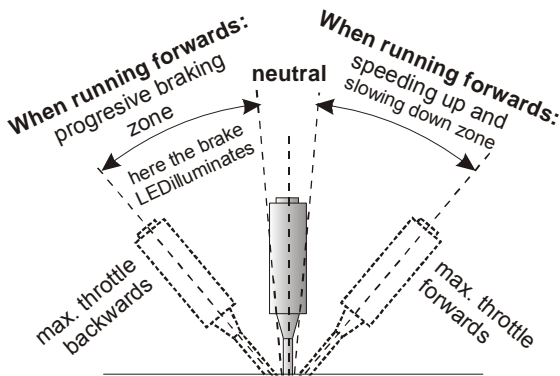 When running forwards:
progresive braking
zone
here the brake
LEDilluminates
neutral
When running forwards:
speeding up and
slowing down zone
max. throttle
backwards
max. throttle
forwards